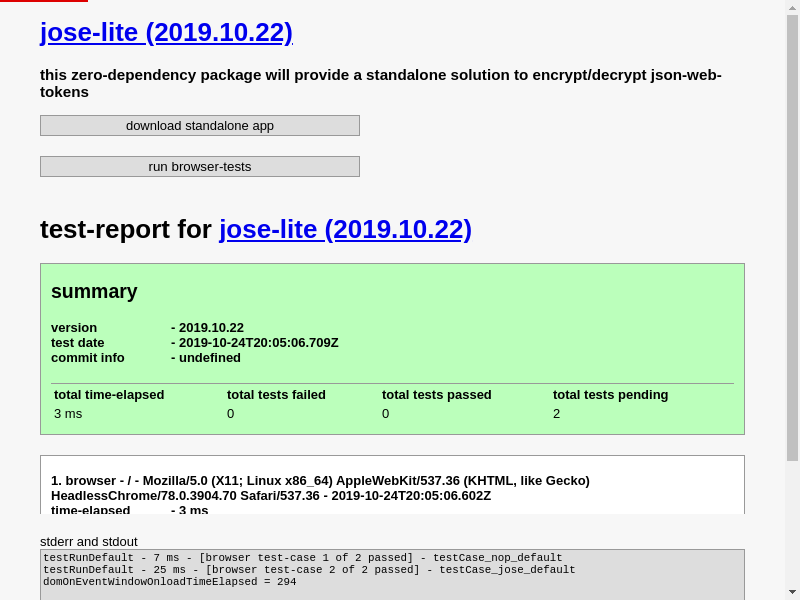 jose-lite (2019.10.22)
this zero-dependency package will provide a standalone solution to encrypt/decrypt json-web-
tokens
download standalone app
run browser-tests
test-report for jose-lite (2019.10.22)
summary
version - 2019.10.22
test date - 2019-10-24T20:05:06.709Z
commit info - undefined
total time-elapsed total tests failed total tests passed total tests pending
3 ms 0 0 2
1. browser - / - Mozilla/5.0 (X11; Linux x86_64) AppleWebKit/537.36 (KHTML, like Gecko)
HeadlessChrome/78.0.3904.70 Safari/537.36 - 2019-10-24T20:05:06.602Z
time-elapsed - 3 ms
stderr and stdout
testRunDefault - 7 ms - [browser test-case 1 of 2 passed] - testCase_nop_default
testRunDefault - 25 ms - [browser test-case 2 of 2 passed] - testCase_jose_default
domOnEventWindowOnloadTimeElapsed = 294